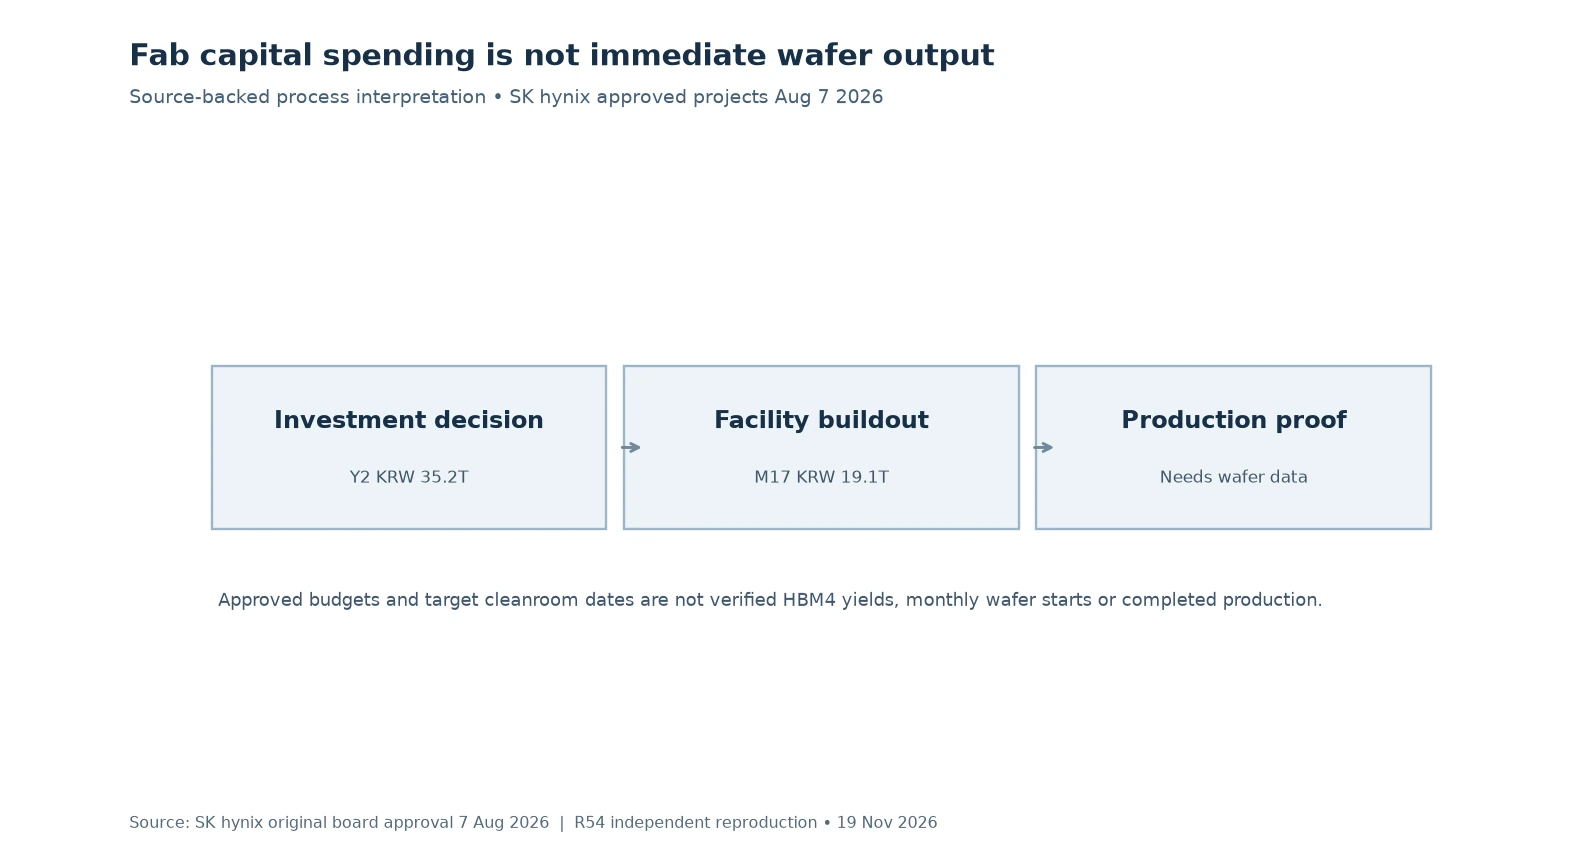 Fab capital spending is not immediate wafer output
Source-backed process interpretation • SK hynix approved projects Aug 7 2026
Investment decision
Y2 KRW 35.2T
Facility buildout
M17 KRW 19.1T
Production proof
Needs wafer data
Approved budgets and target cleanroom dates are not verified HBM4 yields, monthly wafer starts or completed production.
Source: SK hynix original board approval 7 Aug 2026 | R54 independent reproduction • 19 Nov 2026